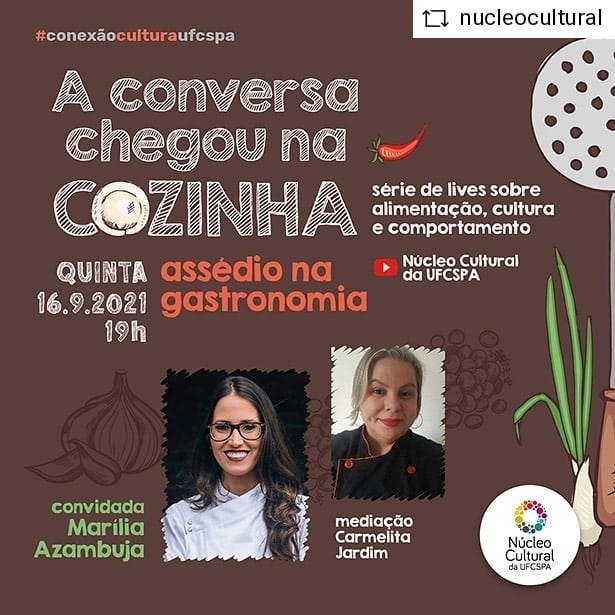 nucleocultural
#conexãoculturaufcspa
A conversa
chegou na
COZINHA
série de lives sobre
alimentação, cultura
e comportamento
Núcleo Cultural
da UFCSPA
QUINTA
16.9.2021
19h
assédio na
gastronomia
convidada
Marília
Azambuja
mediação
Carmelita
Jardim
Núcleo
Cultural
da UFCSPA